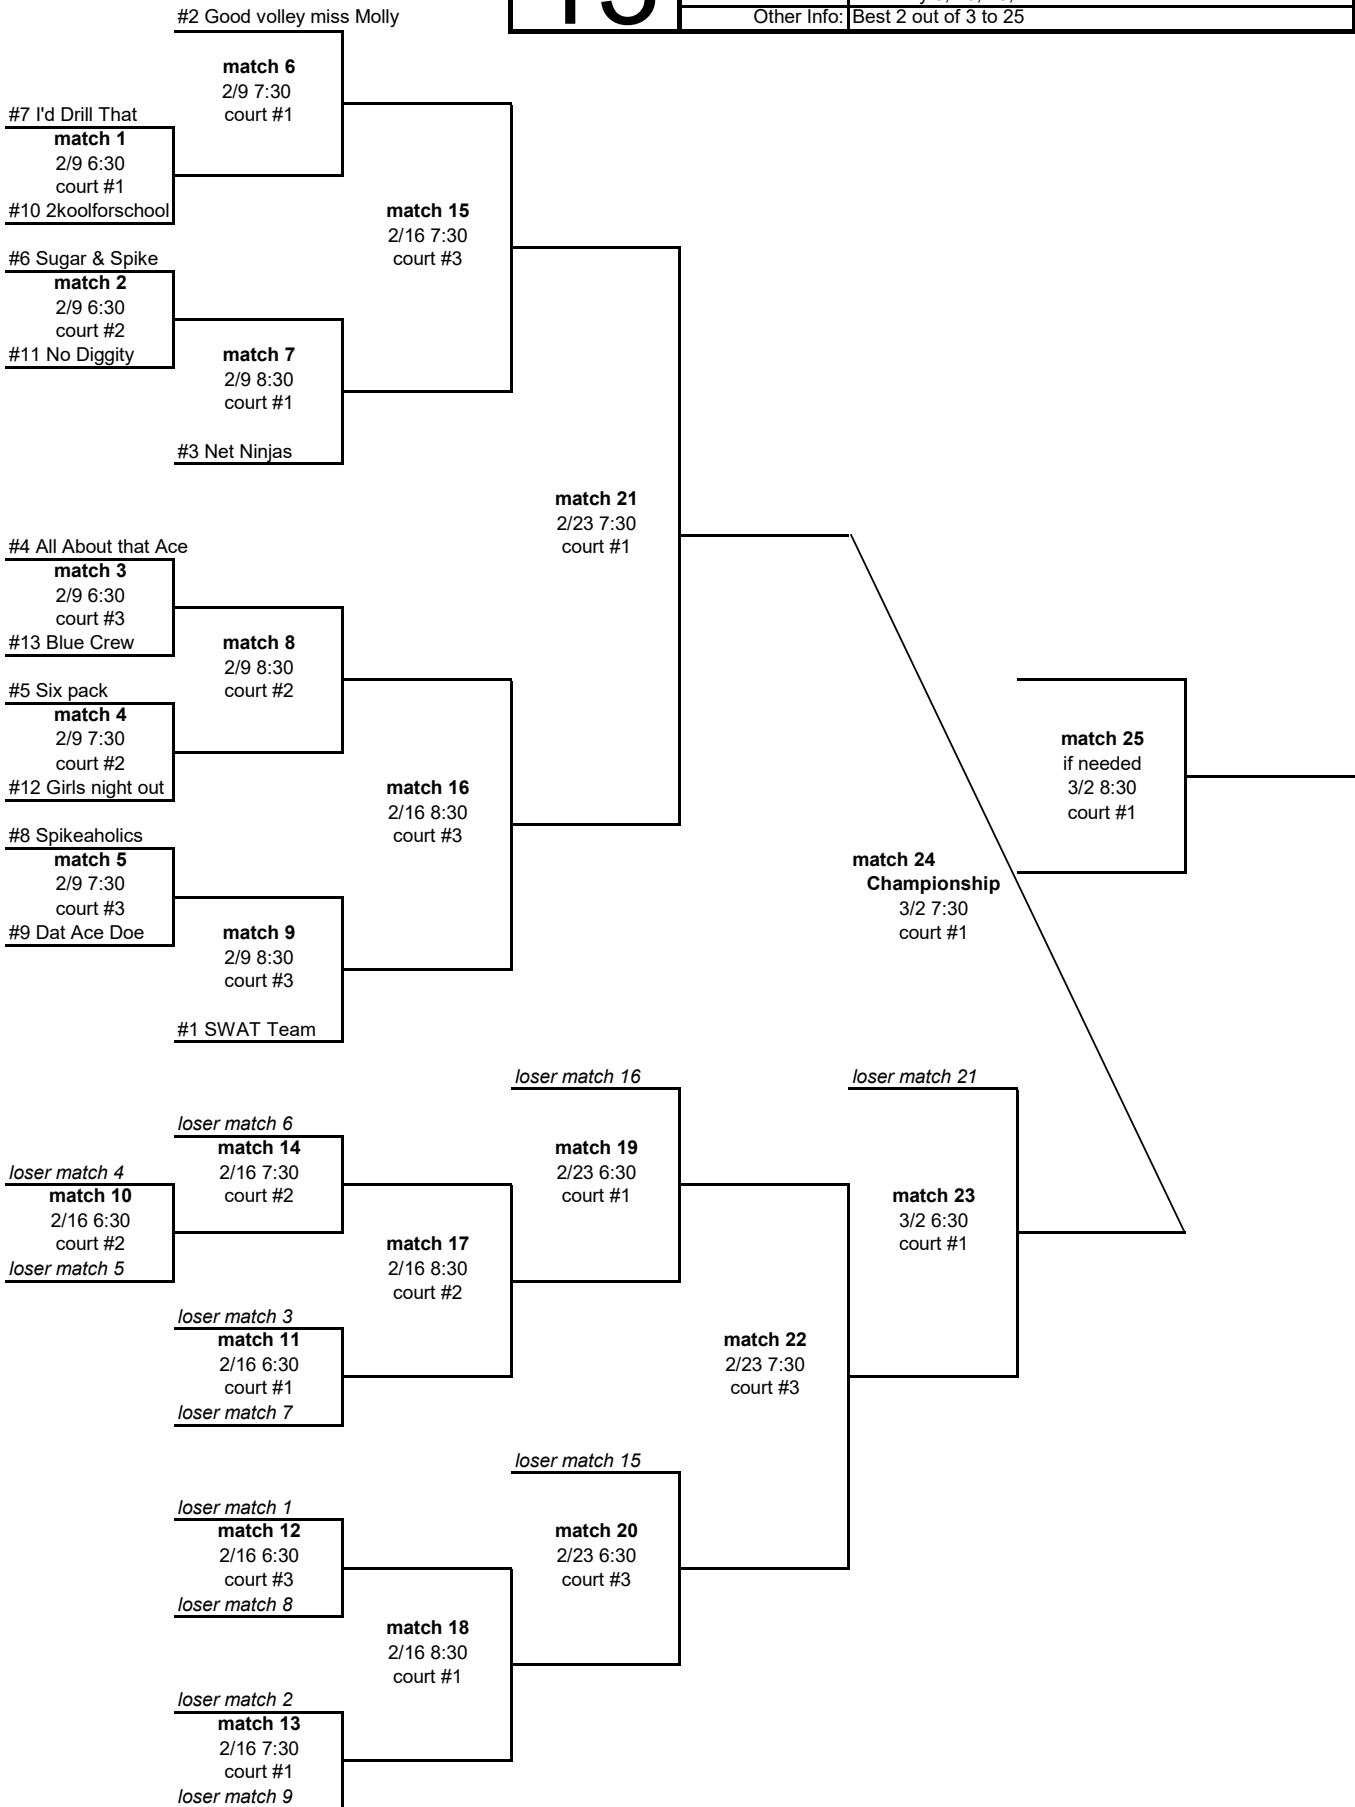 #2 Good volley miss Molly
Other Info: Best 2 out of 3 to 25
match 6
2/9 7:30
court #1
#7 I'd Drill That
match 1
2/9 6:30
court #1
#10 2koolforschool
match 15
2/16 7:30
court #3
#6 Sugar & Spike
match 2
2/9 6:30
court #2
#11 No Diggity
match 7
2/9 8:30
court #1
#3 Net Ninjas
match 21
2/23 7:30
court #1
#4 All About that Ace
match 3
2/9 6:30
court #3
#13 Blue Crew
match 8
2/9 8:30
court #2
#5 Six pack
match 4
2/9 7:30
court #2
#12 Girls night out
match 25
if needed
3/2 8:30
court #1
match 16
2/16 8:30
court #3
#8 Spikeaholics
match 5
2/9 7:30
court #3
#9 Dat Ace Doe
match 24
Championship
3/2 7:30
court #1
match 9
2/9 8:30
court #3
#1 SWAT Team
loser match 16
loser match 21
loser match 6
match 14
2/16 7:30
court #2
match 19
2/23 6:30
court #1
loser match 4
match 10
2/16 6:30
court #2
loser match 5
match 23
3/2 6:30
court #1
match 17
2/16 8:30
court #2
loser match 3
match 11
2/16 6:30
court #1
loser match 7
match 22
2/23 7:30
court #3
loser match 15
loser match 1
match 12
2/16 6:30
court #3
loser match 8
match 20
2/23 6:30
court #3
match 18
2/16 8:30
court #1
loser match 2
match 13
2/16 7:30
court #1
loser match 9